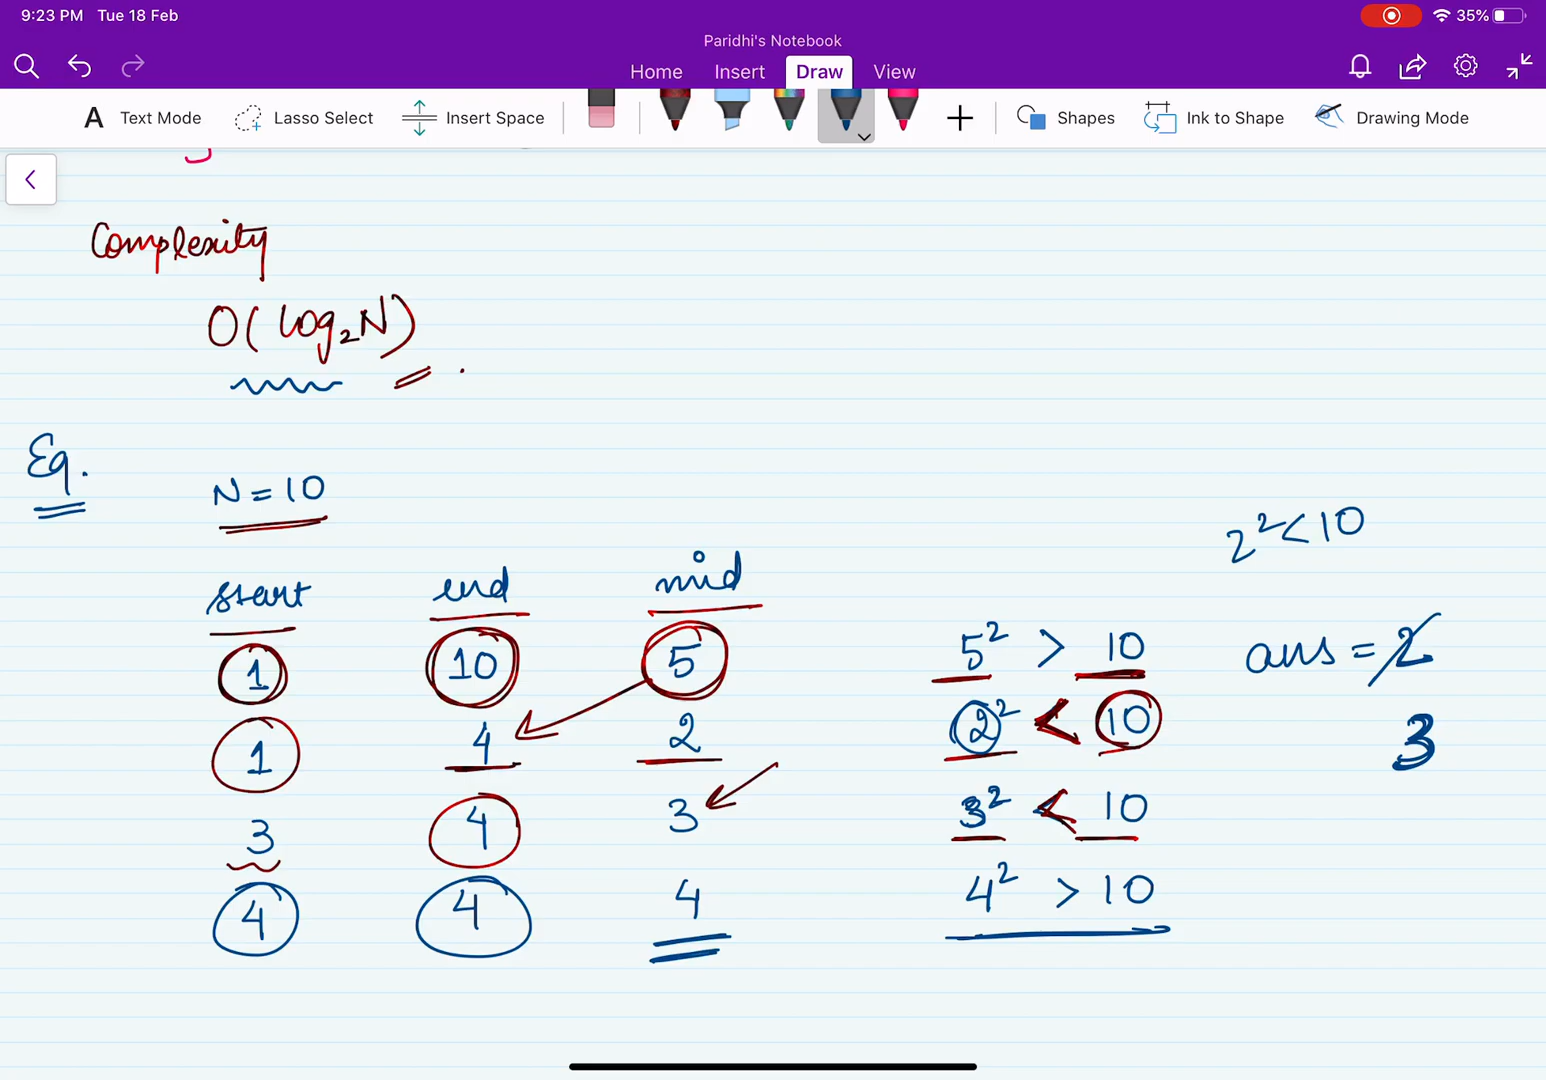 9:23 PM Tue 18 Feb
35%
Paridhi's Notebook
Home Insert Draw View
A Text Mode Lasso Select Insert Space Shapes Ink to Shape Drawing Mode
Complexity
O(log₂N)
Eg.
N = 10
2² < 10
start end mid
1 10 5 5² > 10 ans = 2
1 4 2 2² < 10 3
3 4 3 3² < 10
4 4 4 4² > 10